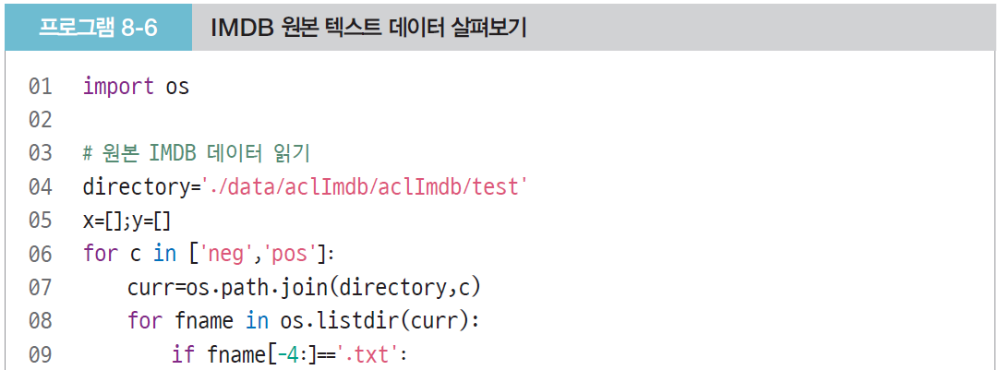 프로그램 8-6 IMDB 원본 텍스트 데이터 살펴보기
01 import os
02
03 # 원본 IMDB 데이터 읽기
04 directory='./data/aclImdb/aclImdb/test'
05 x=[];y=[]
06 for c in ['neg','pos']:
07     curr=os.path.join(directory,c)
08     for fname in os.listdir(curr):
09         if fname[-4:]=='.txt':